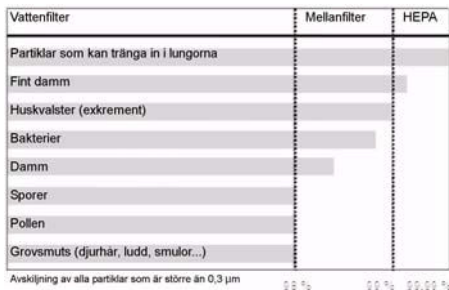 Vattenfilter Mellanfilter HEPA
Partiklar som kan tränga in i lungorna
Fint damm
Huskvalster (exkrement)
Bakterier
Damm
Sporer
Pollen
Grovsmuts (djurhår, ludd, smulor...)
Avskiljning av alla partiklar som är större än 0,3 µm